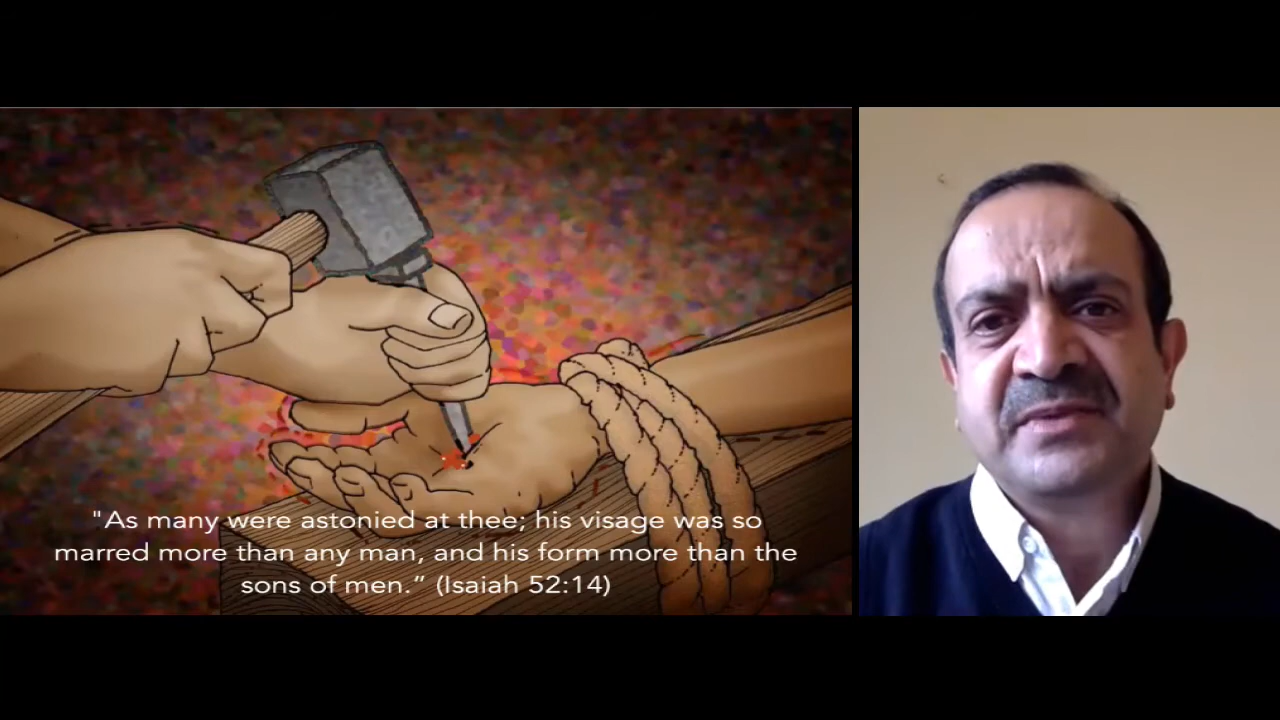 "As many were astonied at thee; his visage was so
marred more than any man, and his form more than the
sons of men.” (Isaiah 52:14)